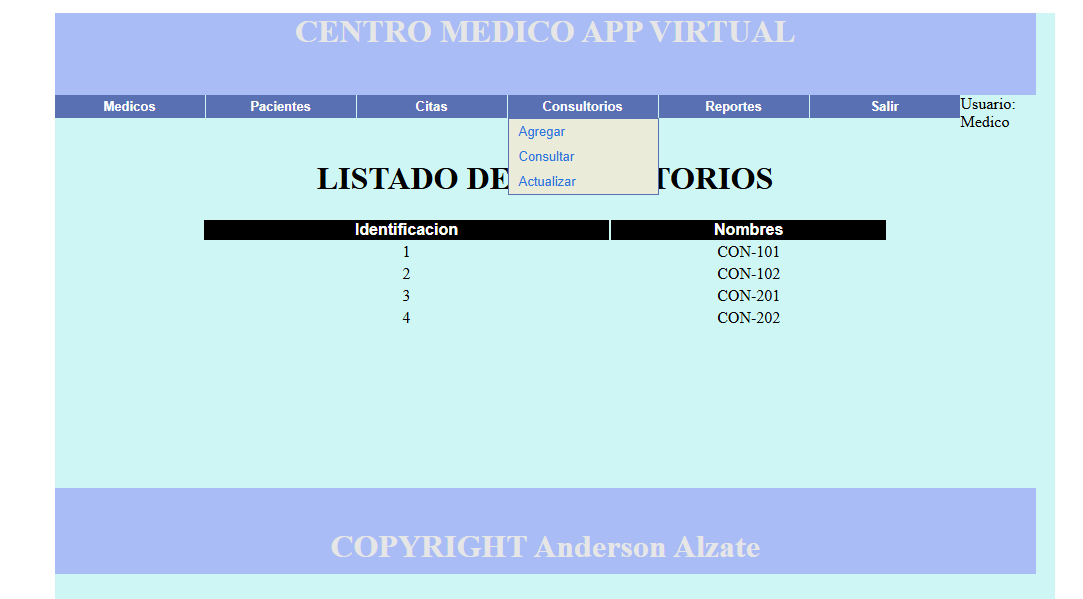 CENTRO MEDICO APP VIRTUAL
Medicos Pacientes Citas Consultorios Reportes Salir Usuario:
Medico
Agregar
Consultar
Actualizar
LISTADO DE TORIOS
Identificacion Nombres
1 CON-101
2 CON-102
3 CON-201
4 CON-202
COPYRIGHT Anderson Alzate